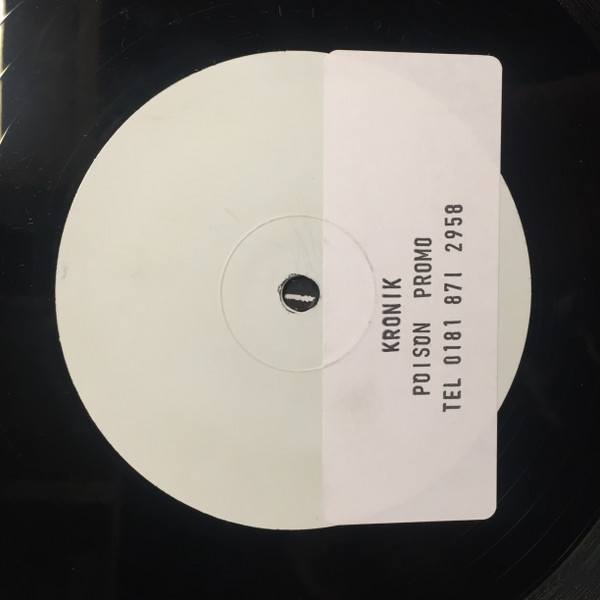 KRONIK
POISON PROMO
TEL 0181 871 2958